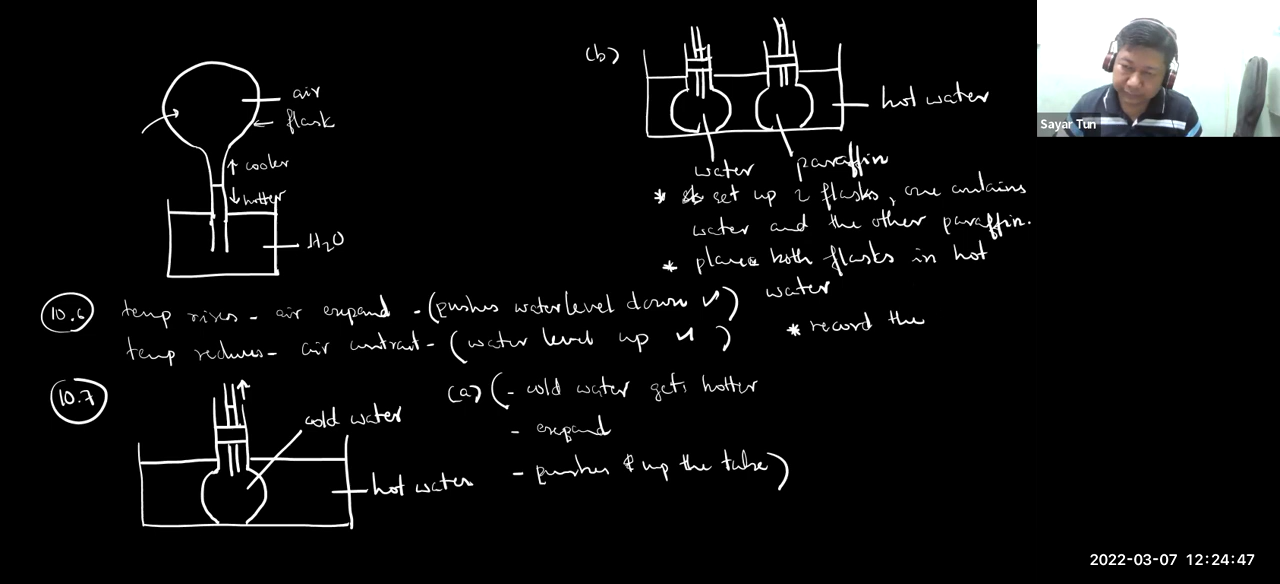 air
flask
↑ cooler
↓ hotter
H₂O
10.6
temp rises - air expand - (pushes water level down ✓)
temp reduces - air contract - (water level up ✓)
10.7
cold water
hot water
(a) (- cold water gets hotter
- expand
- pushes up the tube)
(b)
hot water
water
paraffin
* set up 2 flasks, one contains
water and the other paraffin.
* place both flasks in hot
water
* record the
Sayar Tun
2022-03-07 12:24:47